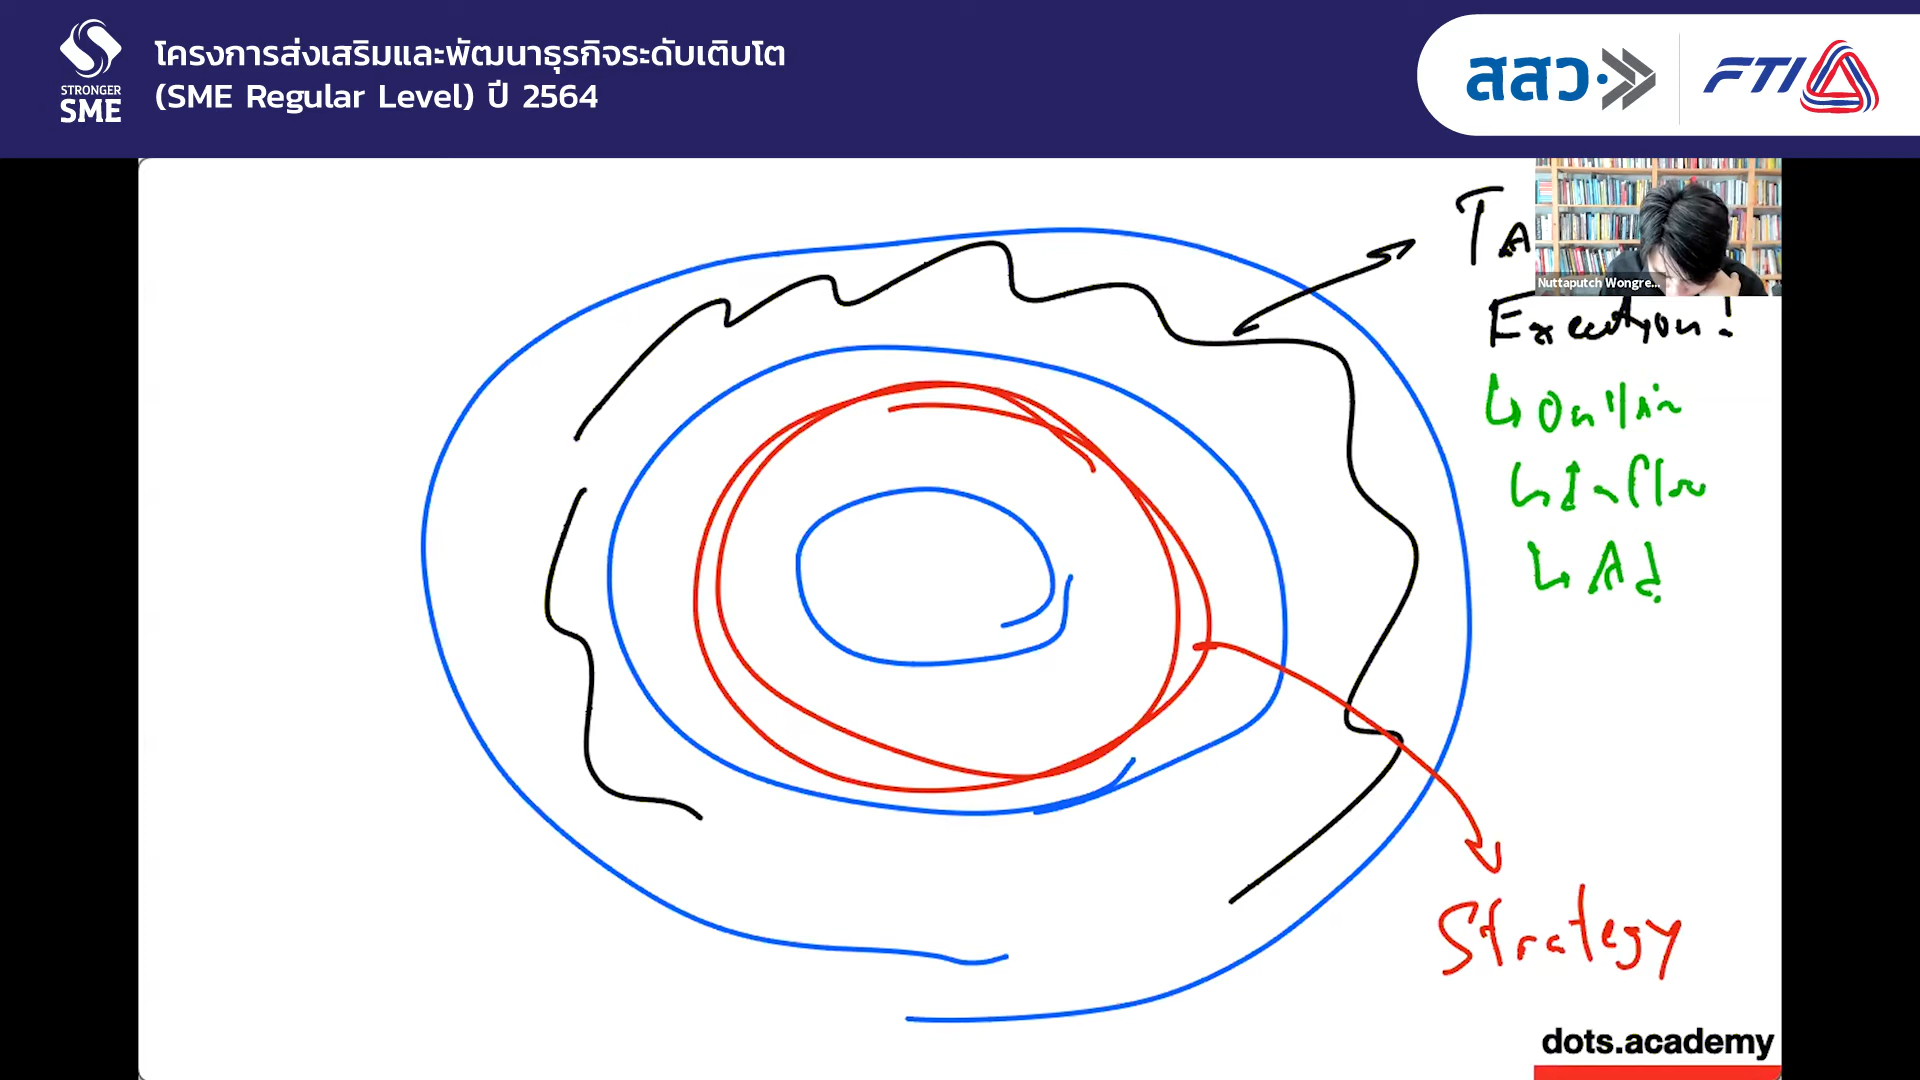 STRONGER
SME
โครงการส่งเสริมและพัฒนาธุรกิจระดับเติบโต
(SME Regular Level) ปี 2564
สสว.
FTI
TA
Nuttaputch Wongre...
Execution!
Ad
Strategy
dots.academy